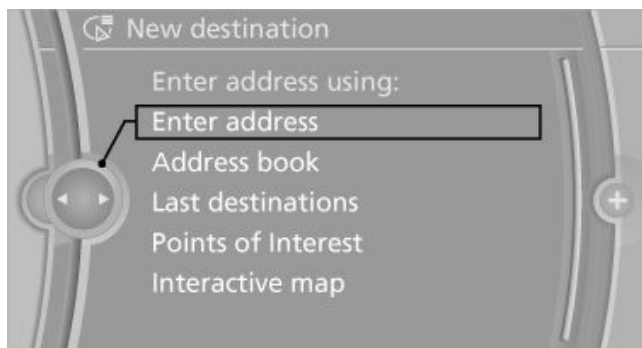 New destination
Enter address using:
Enter address
Address book
Last destinations
Points of Interest
Interactive map